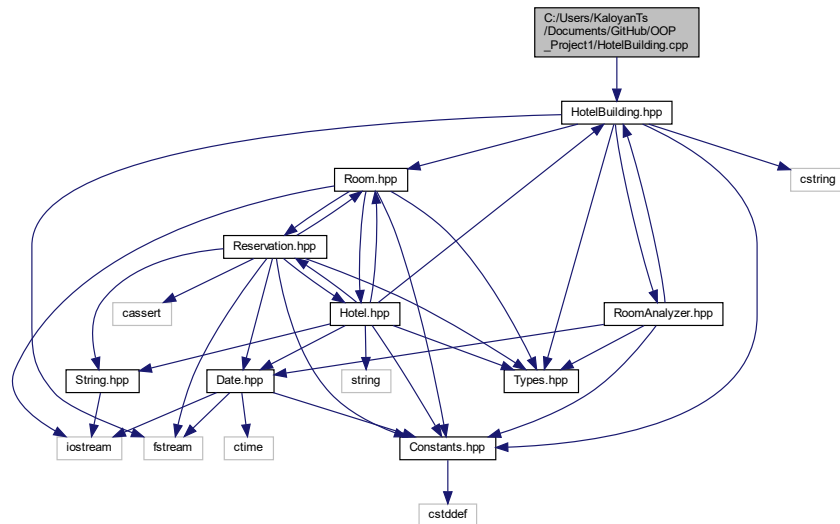 C:/Users/KaloyanTs
/Documents/GitHub/OOP
_Project1/HotelBuilding.cpp
HotelBuilding.hpp
Room.hpp
cstring
Reservation.hpp
cassert
Hotel.hpp
RoomAnalyzer.hpp
String.hpp
Date.hpp
string
Types.hpp
iostream
fstream
ctime
Constants.hpp
cstddef